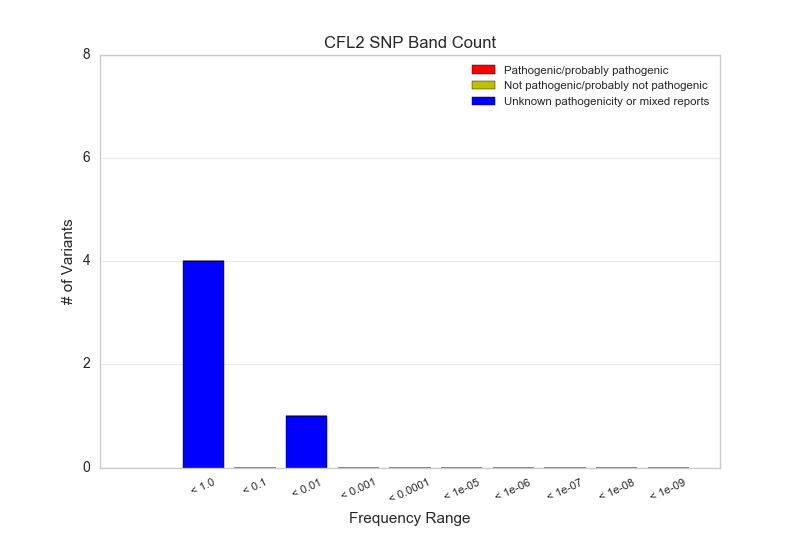 CFL2 SNP Band Count
8
6
4
2
0
# of Variants
Pathogenic/probably pathogenic
Not pathogenic/probably not pathogenic
Unknown pathogenicity or mixed reports
< 1.0
< 0.1
< 0.01
< 0.001
< 0.0001
< 1e-05
< 1e-06
< 1e-07
< 1e-08
< 1e-09
Frequency Range